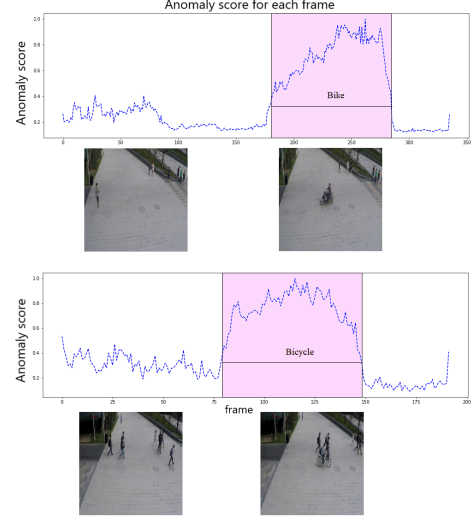 Anomaly score for each frame
Anomaly score
1.0
0.8
0.6
0.4
0.2
Bike
0 50 100 150 200 250 300 350
Anomaly score
1.0
0.8
0.6
0.4
0.2
Bicycle
0 25 50 75 100 125 150 175 200
frame